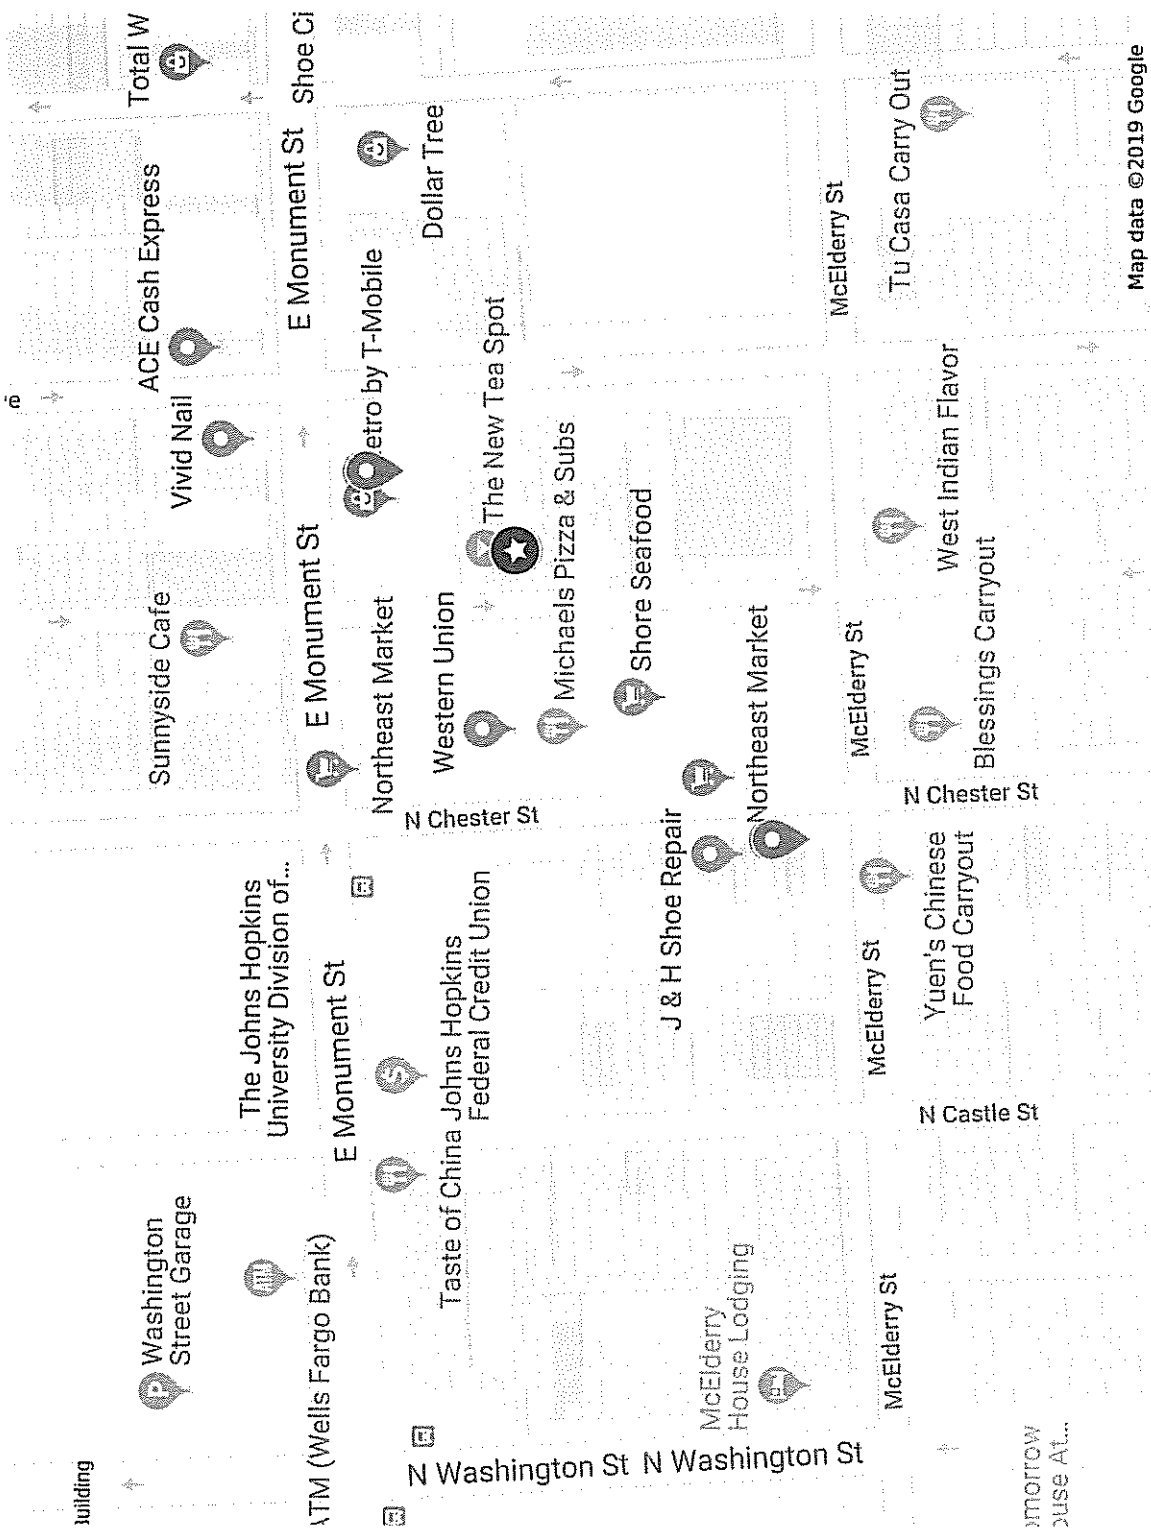 uilding
Washington
Street Garage
Sunnyside Cafe
Vivid Nail
ACE Cash Express
Total W
The Johns Hopkins
University Division of...
ATM (Wells Fargo Bank)
E Monument St
E Monument St
E Monument St
Shoe Ci
Northeast Market
etro by T-Mobile
Dollar Tree
N Washington St
N Chester St
Western Union
Taste of China
Johns Hopkins
Federal Credit Union
The New Tea Spot
Michaels Pizza & Subs
Shore Seafood
J & H Shoe Repair
N Washington St
McElderry
House Lodging
Northeast Market
McElderry St
McElderry St
McElderry St
McElderry St
Tu Casa Carry Out
N Castle St
Yuen's Chinese
Food Carryout
N Chester St
Blessings Carryout
West Indian Flavor
omorrow
ouse At...
Map data ©2019 Google